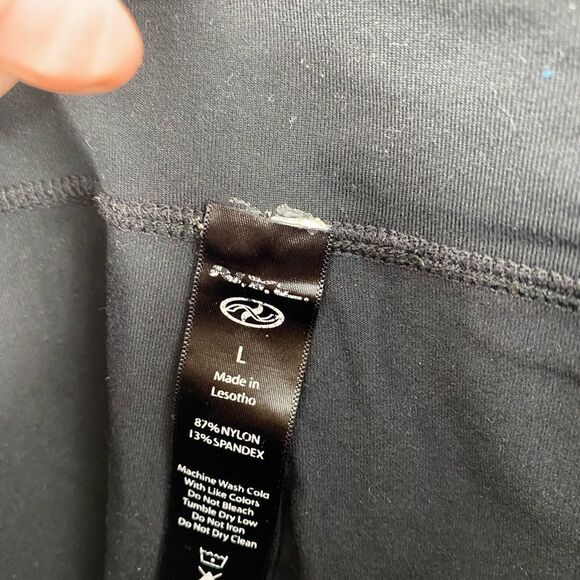 L
Made in
Lesotho
87% NYLON
13% SPANDEX
Machine Wash Cold
With Like Colors
Do Not Bleach
Tumble Dry Low
Do Not Iron
Do Not Dry Clean